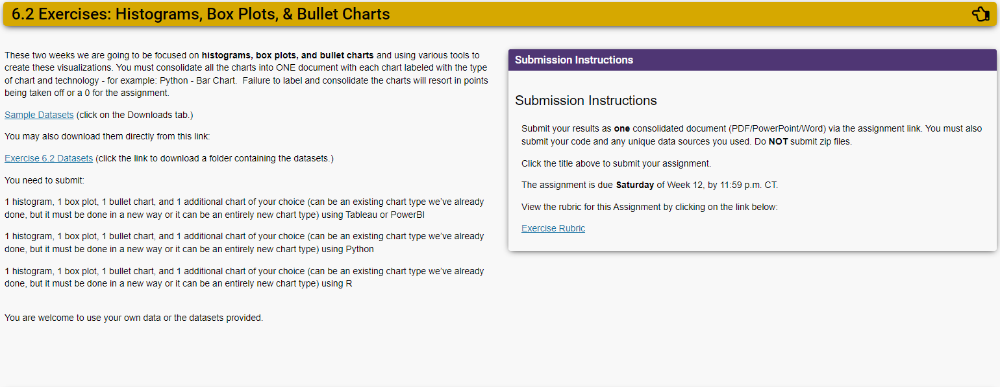 6.2 Exercises: Histograms, Box Plots, & Bullet Charts
These two weeks we are going to be focused on histograms, box plots, and bullet charts and using various tools to
create these visualizations. You must consolidate all the charts into ONE document with each chart labeled with the type
of chart and technology - for example: Python - Bar Chart.  Failure to label and consolidate the charts will resort in points
being taken off or a 0 for the assignment.
Sample Datasets (click on the Downloads tab.)
You may also download them directly from this link:
Exercise 6.2 Datasets (click the link to download a folder containing the datasets.)
You need to submit:
1 histogram, 1 box plot, 1 bullet chart, and 1 additional chart of your choice (can be an existing chart type we've already
done, but it must be done in a new way or it can be an entirely new chart type) using Tableau or PowerBI
1 histogram, 1 box plot, 1 bullet chart, and 1 additional chart of your choice (can be an existing chart type we've already
done, but it must be done in a new way or it can be an entirely new chart type) using Python
1 histogram, 1 box plot, 1 bullet chart, and 1 additional chart of your choice (can be an existing chart type we've already
done, but it must be done in a new way or it can be an entirely new chart type) using R
You are welcome to use your own data or the datasets provided.
Submission Instructions
Submission Instructions
Submit your results as one consolidated document (PDF/PowerPoint/Word) via the assignment link. You must also
submit your code and any unique data sources you used. Do NOT submit zip files.
Click the title above to submit your assignment.
The assignment is due Saturday of Week 12, by 11:59 p.m. CT.
View the rubric for this Assignment by clicking on the link below:
Exercise Rubric